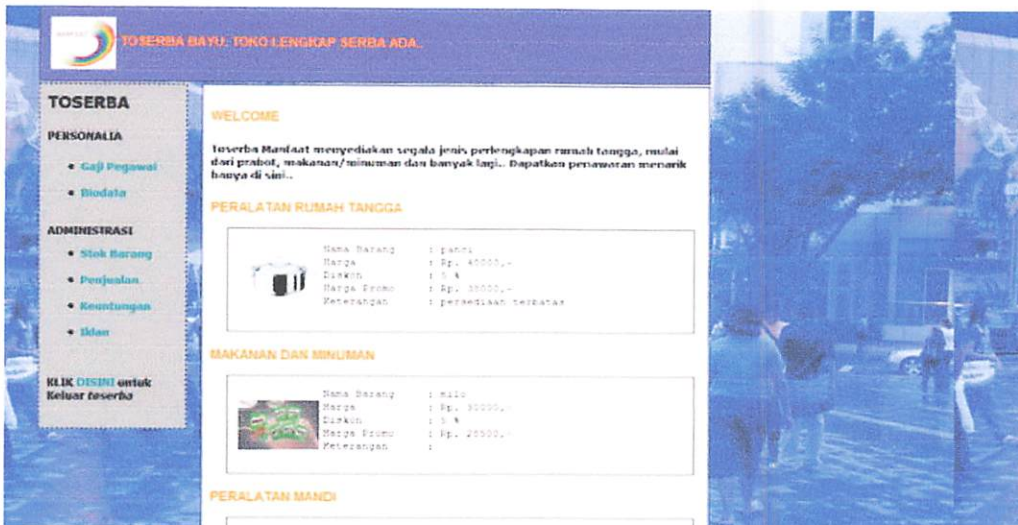 TOSERBA BAYU: TOKO LENGKAP SERBA ADA..
TOSERBA
PERSONALIA
Gaji Pegawai
Biodata
ADMINISTRASI
Stok Barang
Penjualan
Keuntungan
Iklan
KLIK DISINI untuk
Keluar toserba
WELCOME
Toserba Manfaat menyediakan segala jenis perlengkapan rumah tangga, mulai
dari prabot, makanan/minuman dan banyak lagi.. Dapatkan penawaran menarik
hanya di sini..
PERALATAN RUMAH TANGGA
Nama Barang : panci
Harga : Rp. 40000,-
Diskon : 5 %
Harga Promo : Rp. 38000,-
Keterangan : persediaan terbatas
MAKANAN DAN MINUMAN
Nama Barang : milo
Harga : Rp. 30000,-
Diskon : 5 %
Harga Promo : Rp. 28500,-
Keterangan :
PERALATAN MANDI